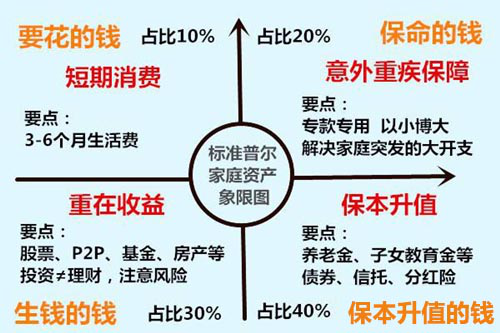 要花的钱
占比10%
短期消费
要点：
3-6个月生活费
占比20%
保命的钱
意外重疾保障
要点：
专款专用 以小博大
解决家庭突发的大开支
标准普尔
家庭资产
象限图
重在收益
要点：
股票、P2P、基金、房产等
投资≠理财，注意风险
生钱的钱
占比30%
保本升值
要点：
养老金、子女教育金等
债券、信托、分红险
占比40%
保本升值的钱